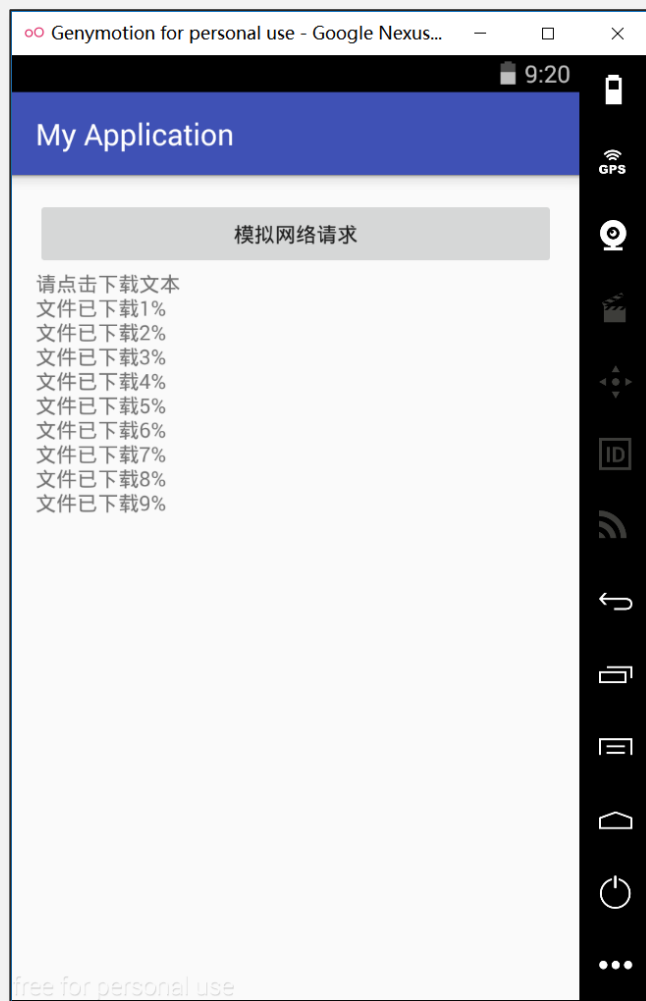 Genymotion for personal use - Google Nexus...
9:20
GPS
My Application
模拟网络请求
请点击下载文本
文件已下载1%
文件已下载2%
文件已下载3%
文件已下载4%
文件已下载5%
文件已下载6%
文件已下载7%
文件已下载8%
文件已下载9%
ID
free for personal use